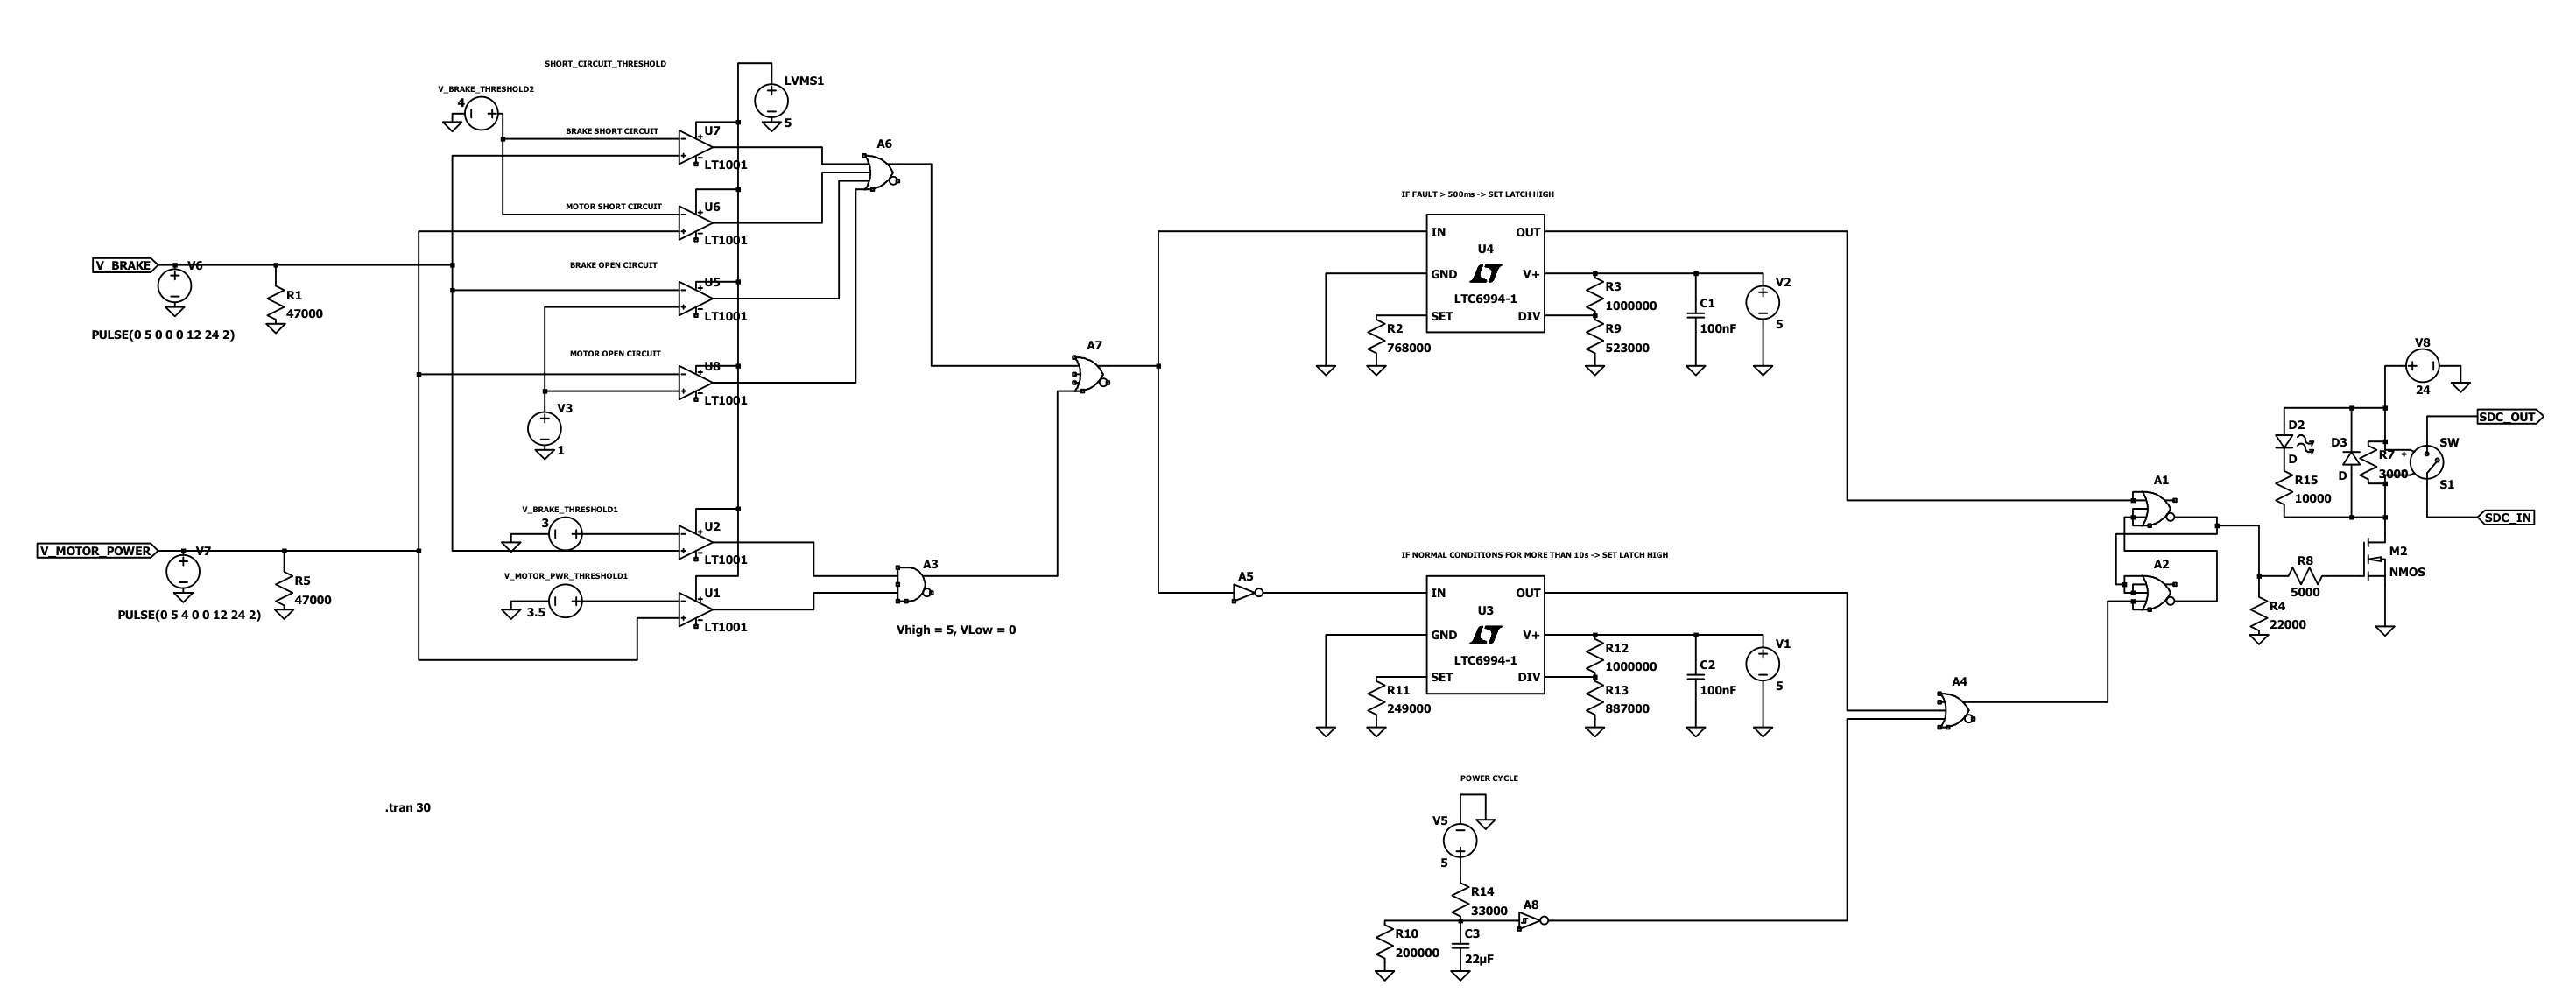 SHORT_CIRCUIT_THRESHOLD
LVMS1
5
V_BRAKE_THRESHOLD2
4
BRAKE SHORT CIRCUIT
U7
LT1001
A6
MOTOR SHORT CIRCUIT
U6
LT1001
V_BRAKE
V6
R1
47000
PULSE(0 5 0 0 0 12 24 2)
BRAKE OPEN CIRCUIT
U5
LT1001
MOTOR OPEN CIRCUIT
U8
LT1001
V3
1
A7
V_BRAKE_THRESHOLD1
3
U2
LT1001
V_MOTOR_POWER
V7
R5
47000
PULSE(0 5 4 0 0 12 24 2)
V_MOTOR_PWR_THRESHOLD1
3.5
U1
LT1001
A3
Vhigh = 5, VLow = 0
.tran 30
IF FAULT > 500ms -> SET LATCH HIGH
IN
OUT
U4
GND
V+
LTC6994-1
SET
DIV
R2
768000
R3
1000000
R9
523000
C1
100nF
V2
5
IF NORMAL CONDITIONS FOR MORE THAN 10s -> SET LATCH HIGH
A5
IN
OUT
U3
GND
V+
LTC6994-1
SET
DIV
R11
249000
R12
1000000
R13
887000
C2
100nF
V1
5
A4
POWER CYCLE
V5
5
R14
33000
A8
R10
200000
C3
22µF
A1
A2
V8
24
SDC_OUT
D2
D
D3
D
R7
3000
SW
S1
R15
10000
SDC_IN
M2
NMOS
R8
5000
R4
22000